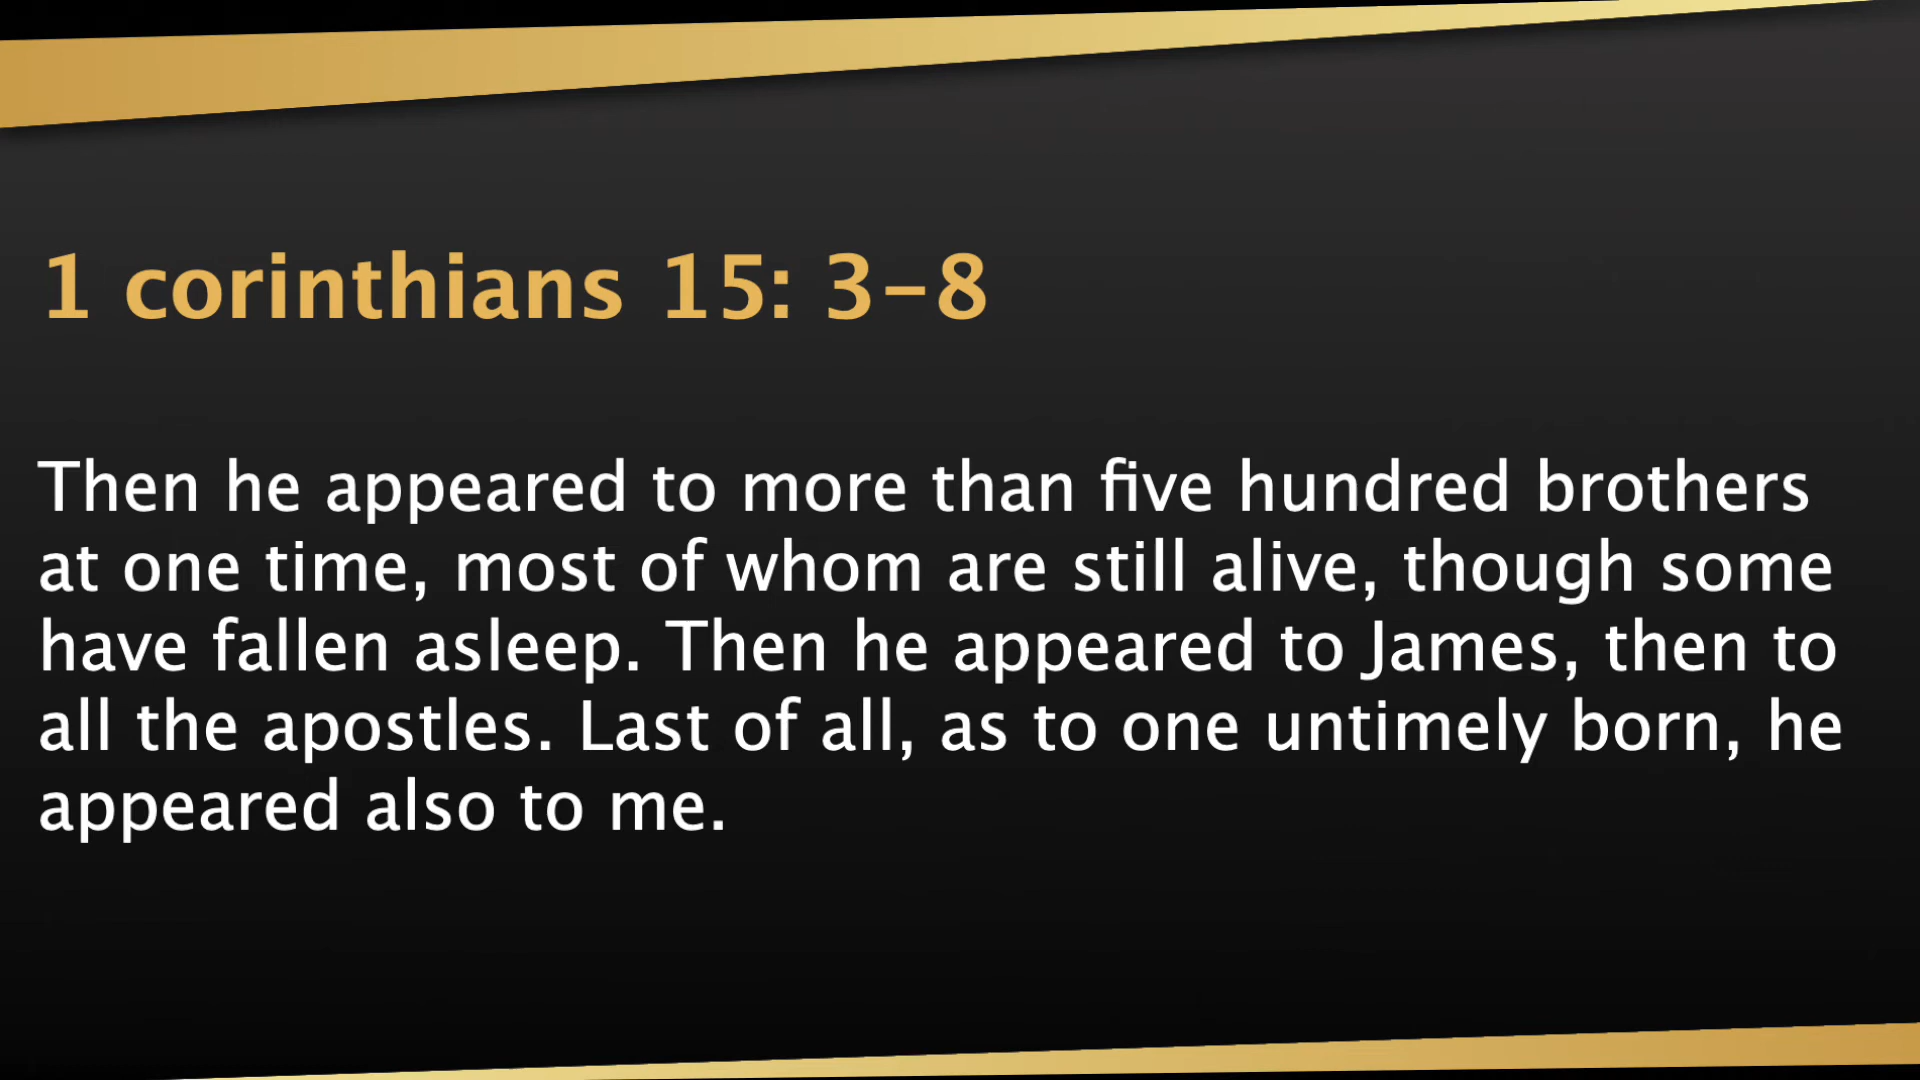 1 corinthians 15: 3-8
Then he appeared to more than five hundred brothers
at one time, most of whom are still alive, though some
have fallen asleep. Then he appeared to James, then to
all the apostles. Last of all, as to one untimely born, he
appeared also to me.